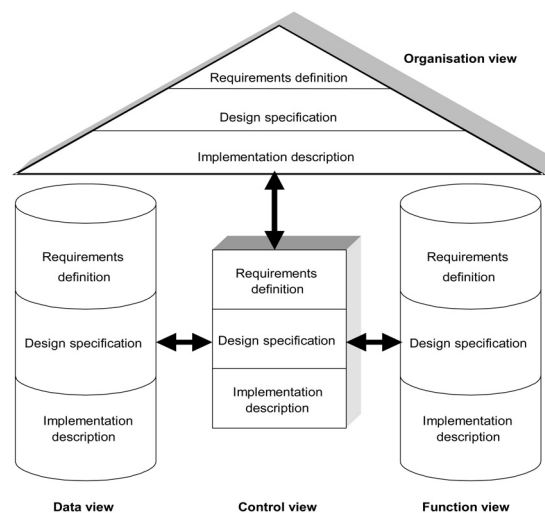 Organisation view
Requirements definition
Design specification
Implementation description
Requirements
definition
Design specification
Implementation
description
Requirements
definition
Design specification
Implementation
description
Requirements
definition
Design specification
Implementation
description
Data view
Control view
Function view